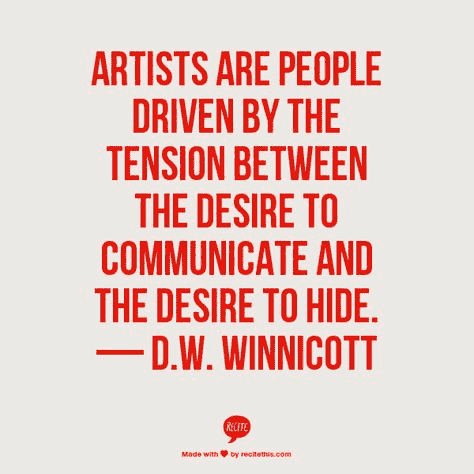 ARTISTS ARE PEOPLE
DRIVEN BY THE
TENSION BETWEEN
THE DESIRE TO
COMMUNICATE AND
THE DESIRE TO HIDE.
— D.W. WINNICOTT
RECITE
Made with ♥ by recitethis.com